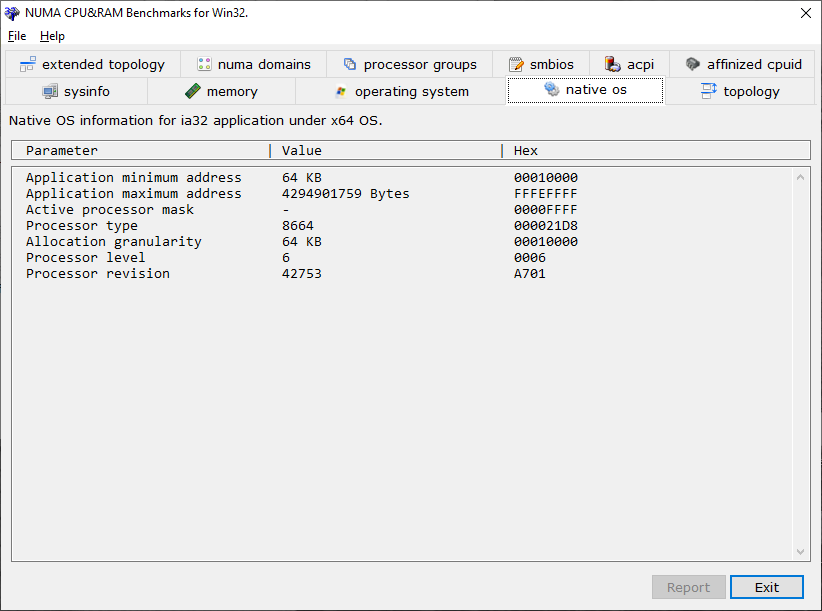 NUMA CPU&RAM Benchmarks for Win32.
File Help
extended topology numa domains processor groups smbios acpi affinized cpuid
sysinfo memory operating system native os topology
Native OS information for ia32 application under x64 OS.
Parameter Value Hex
Application minimum address 64 KB 00010000
Application maximum address 4294901759 Bytes FFFEFFFF
Active processor mask - 0000FFFF
Processor type 8664 000021D8
Allocation granularity 64 KB 00010000
Processor level 6 0006
Processor revision 42753 A701
Report Exit